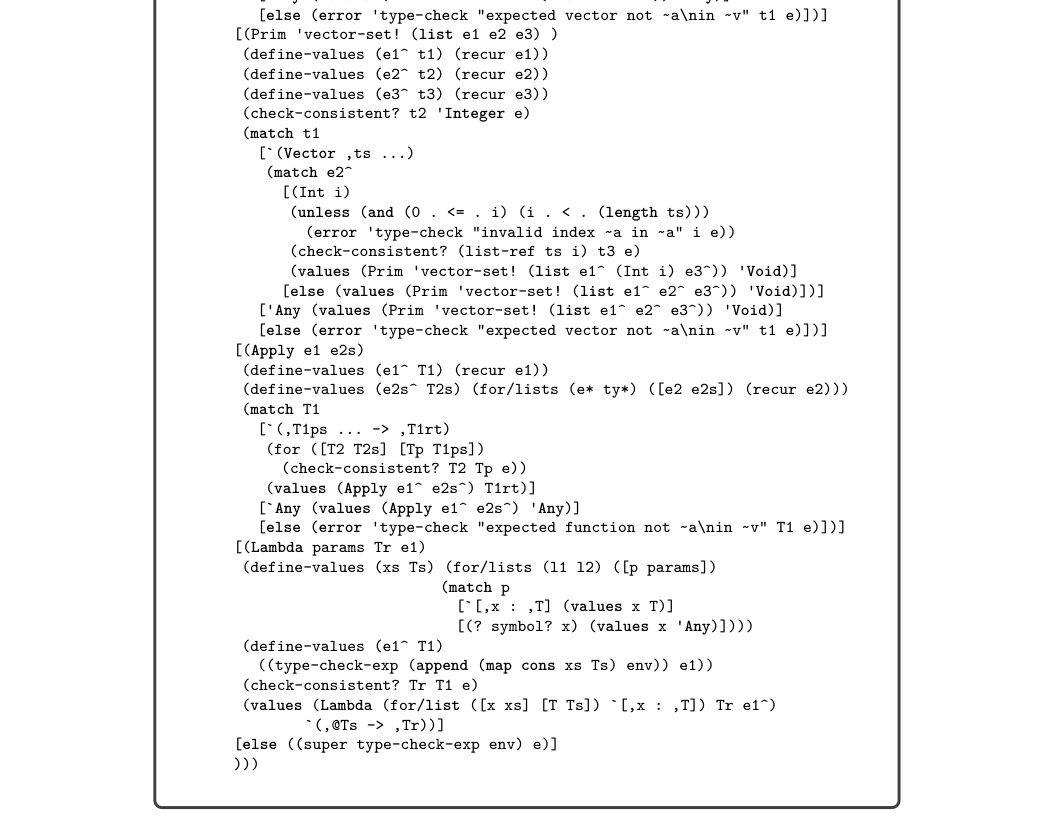 [else (error 'type-check "expected vector not ~a\nin ~v" t1 e)])]
[(Prim 'vector-set! (list e1 e2 e3) )
(define-values (e1^ t1) (recur e1))
(define-values (e2^ t2) (recur e2))
(define-values (e3^ t3) (recur e3))
(check-consistent? t2 'Integer e)
(match t1
[`(Vector ,ts ...)
(match e2^
[(Int i)
(unless (and (0 . <= . i) (i . < . (length ts)))
(error 'type-check "invalid index ~a in ~a" i e))
(check-consistent? (list-ref ts i) t3 e)
(values (Prim 'vector-set! (list e1^ (Int i) e3^)) 'Void)]
[else (values (Prim 'vector-set! (list e1^ e2^ e3^)) 'Void)])]
['Any (values (Prim 'vector-set! (list e1^ e2^ e3^)) 'Void)]
[else (error 'type-check "expected vector not ~a\nin ~v" t1 e)])]
[(Apply e1 e2s)
(define-values (e1^ T1) (recur e1))
(define-values (e2s^ T2s) (for/lists (e* ty*) ([e2 e2s]) (recur e2)))
(match T1
[`(,T1ps ... -> ,T1rt)
(for ([T2 T2s] [Tp T1ps])
(check-consistent? T2 Tp e))
(values (Apply e1^ e2s^) T1rt)]
[`Any (values (Apply e1^ e2s^) 'Any)]
[else (error 'type-check "expected function not ~a\nin ~v" T1 e)])]
[(Lambda params Tr e1)
(define-values (xs Ts) (for/lists (l1 l2) ([p params])
(match p
[`[,x : ,T] (values x T)]
[(? symbol? x) (values x 'Any)])))
(define-values (e1^ T1)
((type-check-exp (append (map cons xs Ts) env)) e1))
(check-consistent? Tr T1 e)
(values (Lambda (for/list ([x xs] [T Ts]) `[,x : ,T]) Tr e1^)
`(,@Ts -> ,Tr))]
[else ((super type-check-exp env) e)]
)))